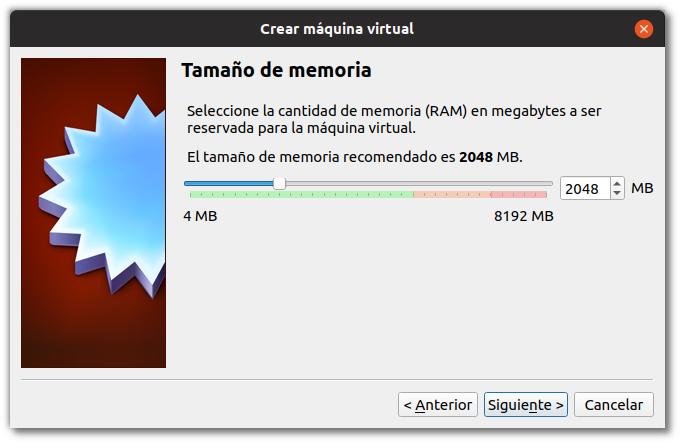 Crear máquina virtual
Tamaño de memoria
Seleccione la cantidad de memoria (RAM) en megabytes a ser
reservada para la máquina virtual.
El tamaño de memoria recomendado es 2048 MB.
2048 MB
4 MB 8192 MB
< Anterior Siguiente > Cancelar